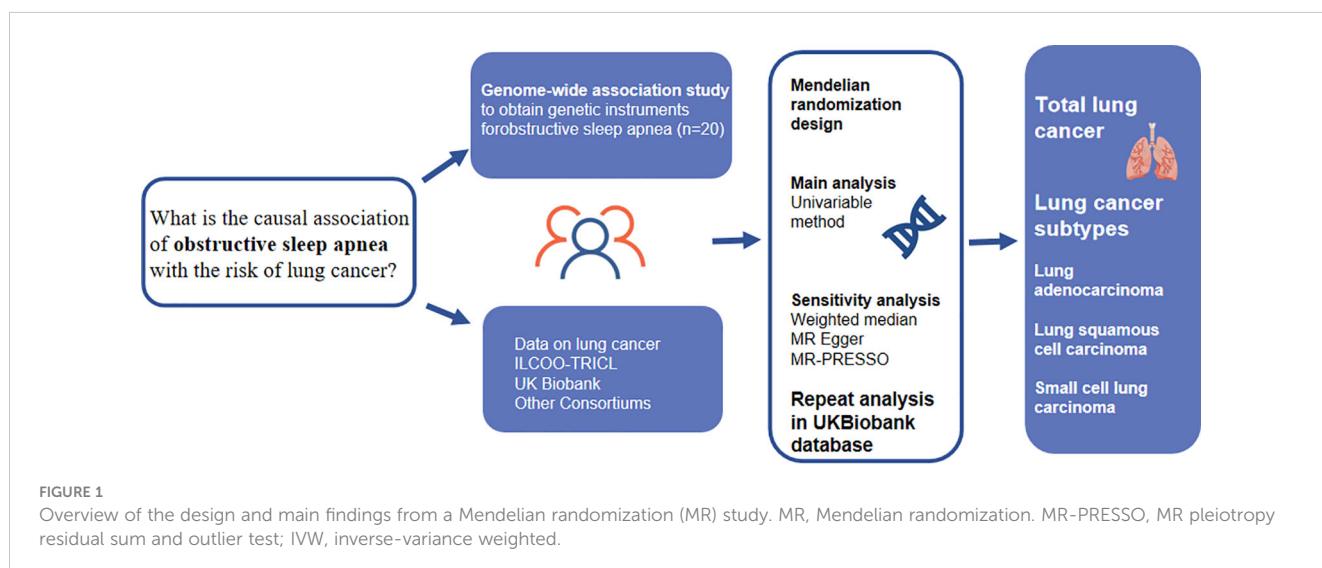 What is the causal association
of obstructive sleep apnea
with the risk of lung cancer?
Genome-wide association study
to obtain genetic instruments
forobstructive sleep apnea (n=20)
Data on lung cancer
ILCOO-TRICL
UK Biobank
Other Consortiums
Mendelian
randomization
design
Main analysis
Univariable
method
Sensitivity analysis
Weighted median
MR Egger
MR-PRESSO
Repeat analysis
in UKBiobank
database
Total lung
cancer
Lung cancer
subtypes
Lung
adenocarcinoma
Lung squamous
cell carcinoma
Small cell lung
carcinoma
FIGURE 1
Overview of the design and main findings from a Mendelian randomization (MR) study. MR, Mendelian randomization. MR-PRESSO, MR pleiotropy
residual sum and outlier test; IVW, inverse-variance weighted.